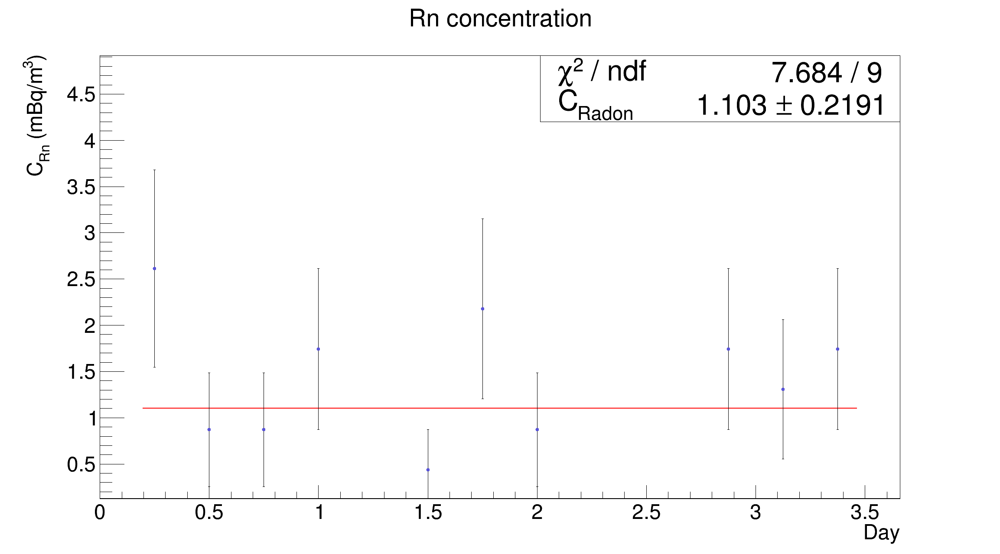 Rn concentration
C_Rn (mBq/m³)
χ² / ndf 7.684 / 9
C_Radon 1.103 ± 0.2191
4.5
4
3.5
3
2.5
2
1.5
1
0.5
0 0.5 1 1.5 2 2.5 3 3.5
Day